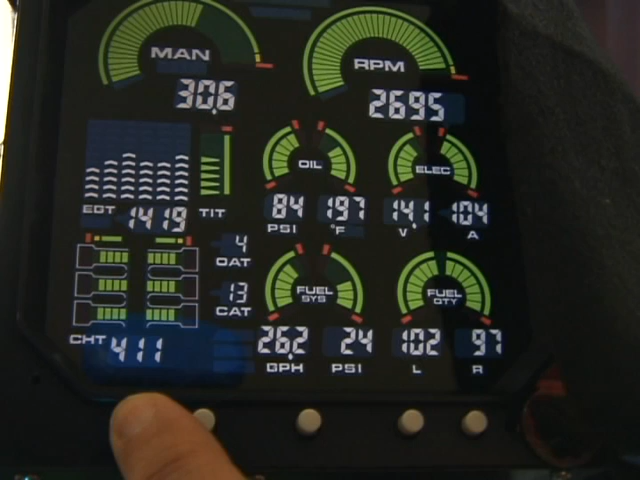 MAN RPM
30.6 2695
OIL ELEC
EGT 1419 TIT 84 197 14.1 104
PSI °F V A
4
OAT
13
CAT
FUEL SYS FUEL QTY
CHT 411 26.2 24 102 97
GPH PSI L R